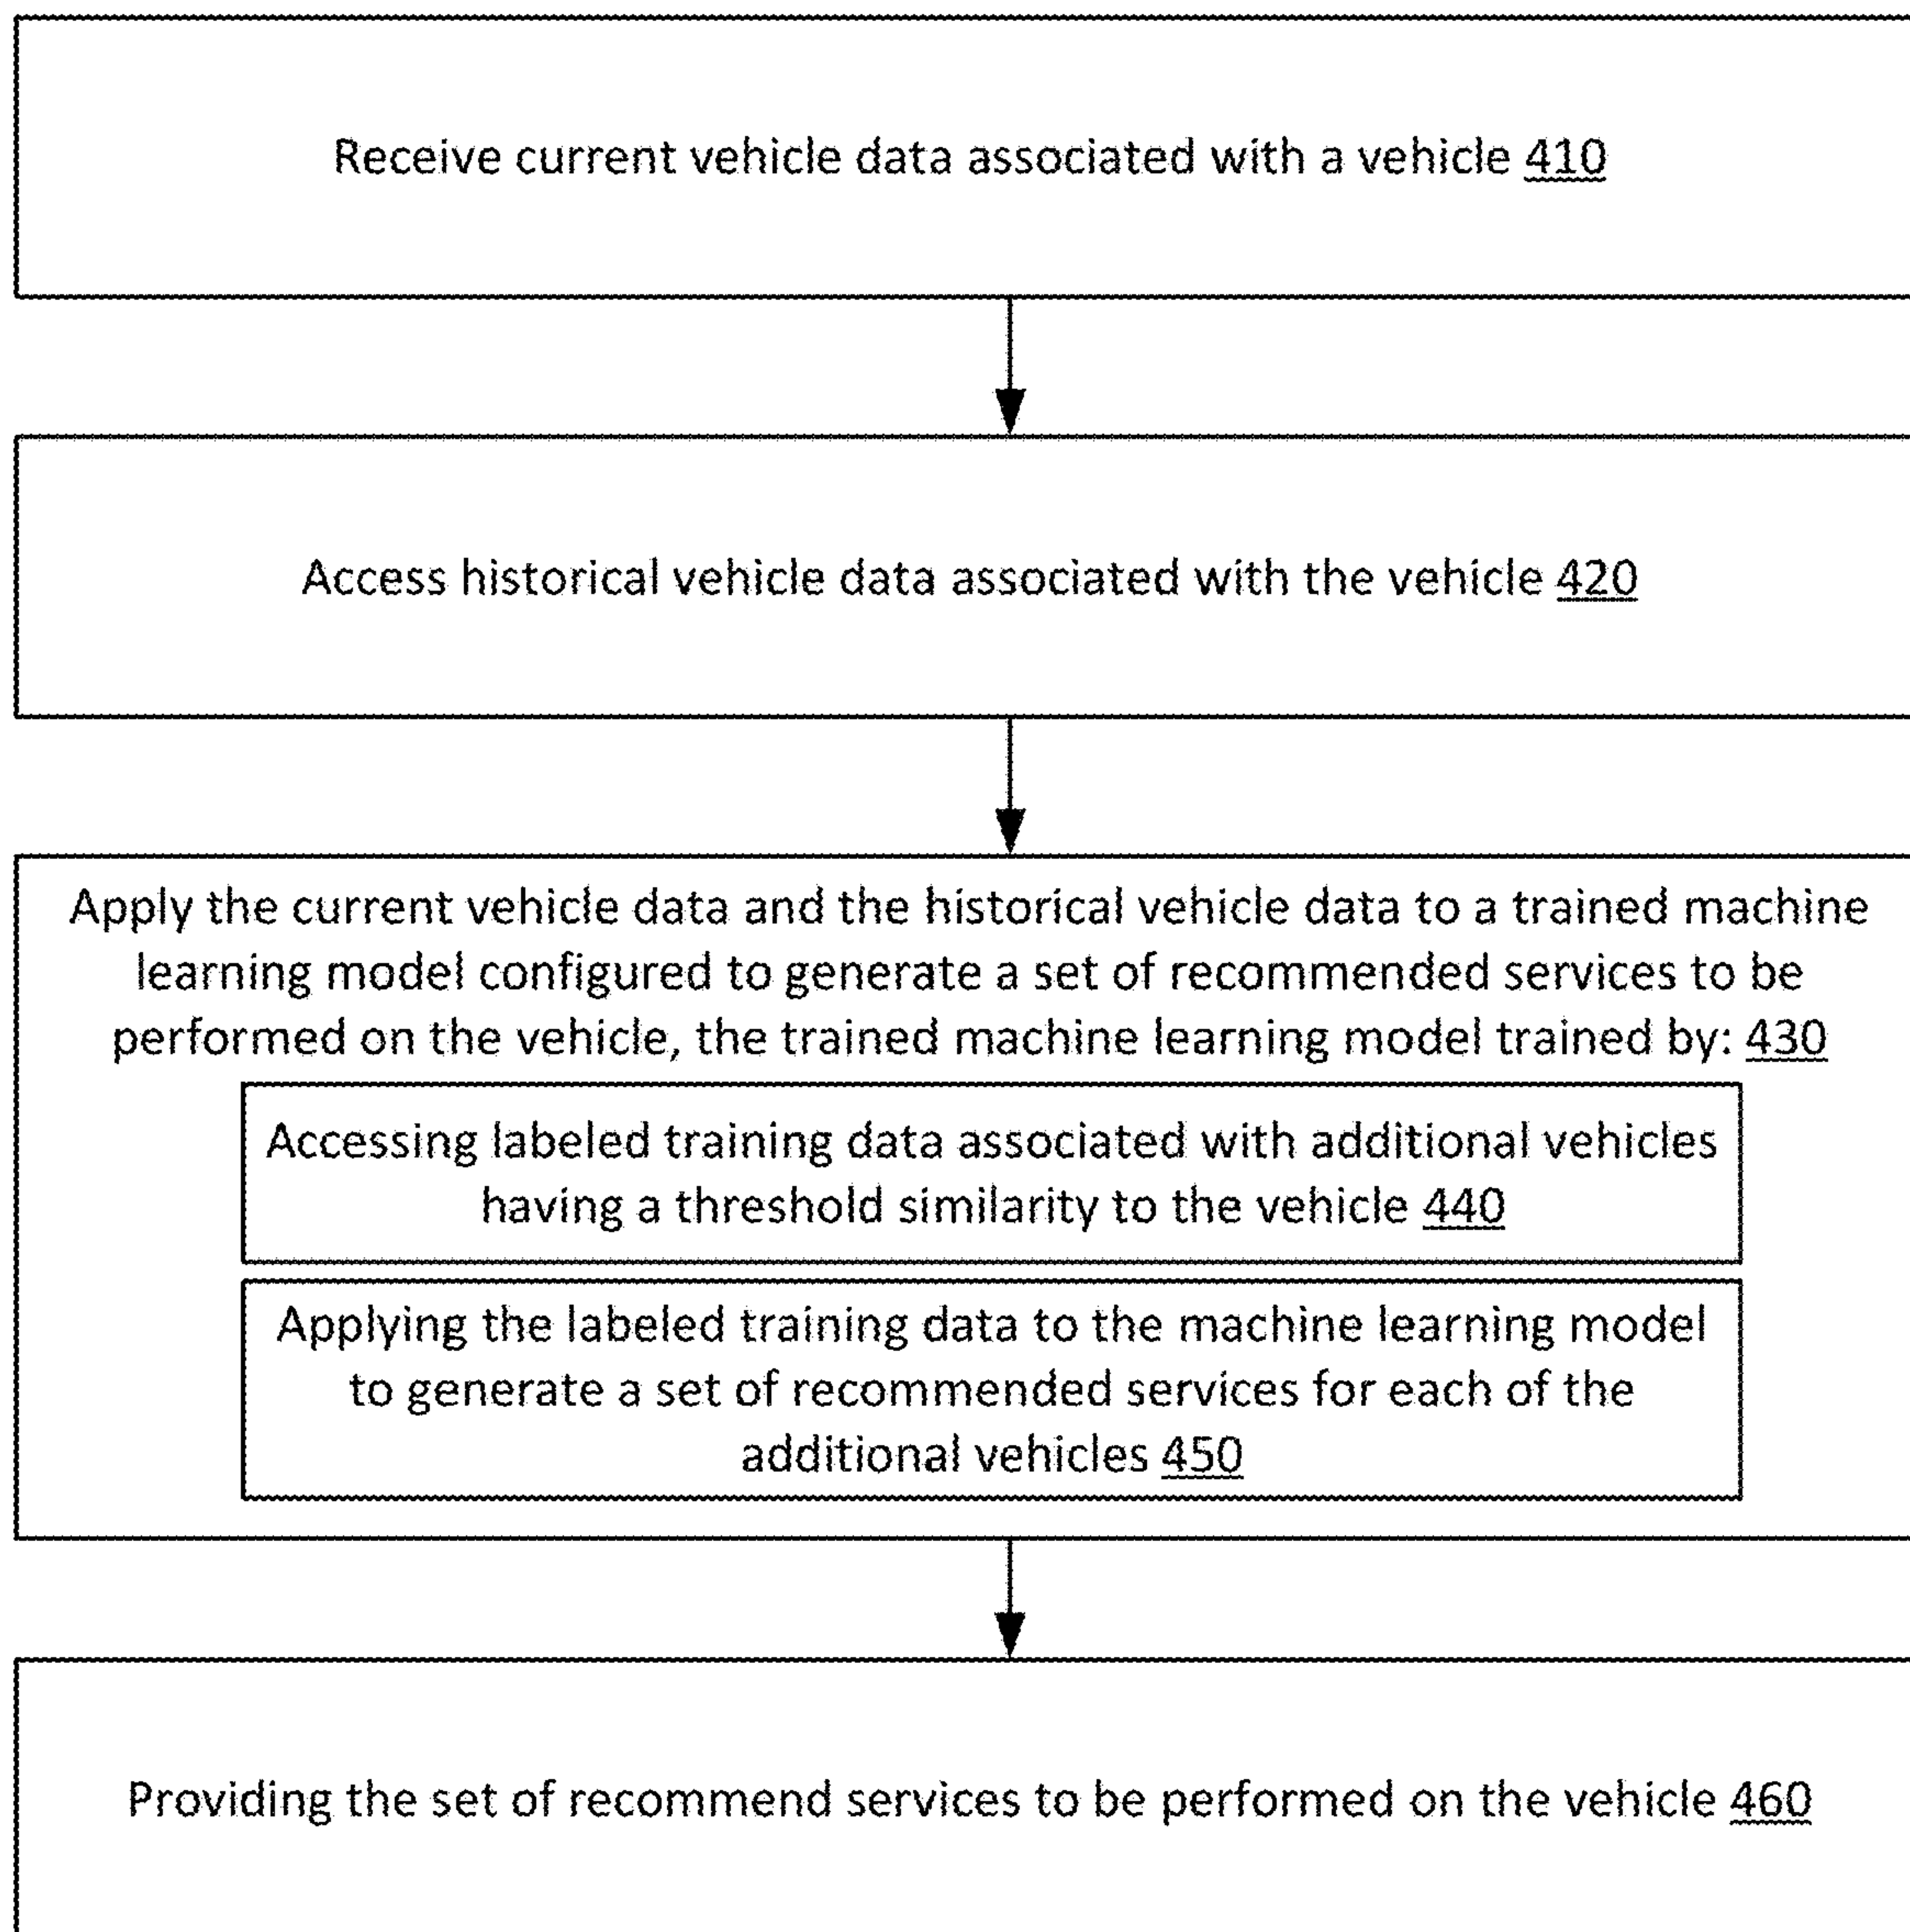 Receive current vehicle data associated with a vehicle 410
Access historical vehicle data associated with the vehicle 420
Apply the current vehicle data and the historical vehicle data to a trained machine
learning model configured to generate a set of recommended services to be
performed on the vehicle, the trained machine learning model trained by: 430
Accessing labeled training data associated with additional vehicles
having a threshold similarity to the vehicle 440
Applying the labeled training data to the machine learning model
to generate a set of recommended services for each of the
additional vehicles 450
Providing the set of recommend services to be performed on the vehicle 460